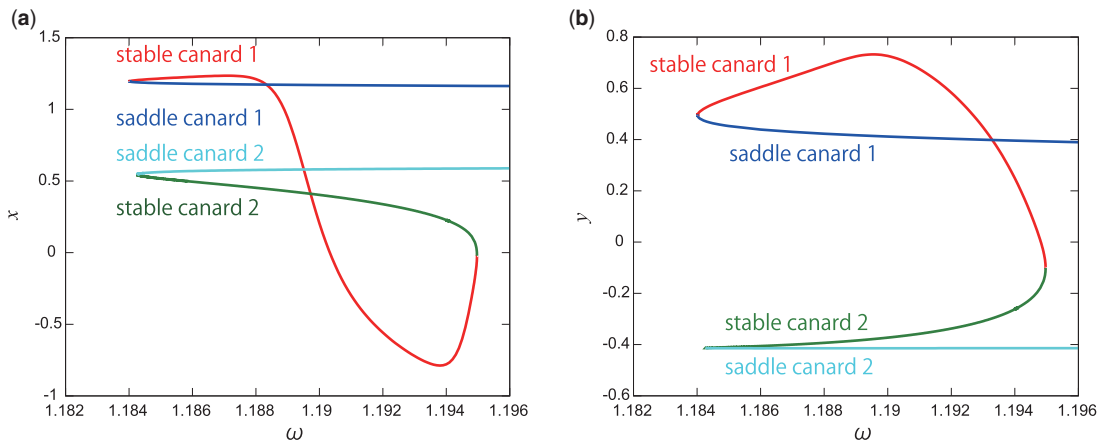 (a)
1.5
1
0.5
0
-0.5
-1
x
stable canard 1
saddle canard 1
saddle canard 2
stable canard 2
1.182 1.184 1.186 1.188 1.19 1.192 1.194 1.196
ω
(b)
0.8
0.6
0.4
0.2
0
-0.2
-0.4
-0.6
y
stable canard 1
saddle canard 1
stable canard 2
saddle canard 2
1.182 1.184 1.186 1.188 1.19 1.192 1.194 1.196
ω